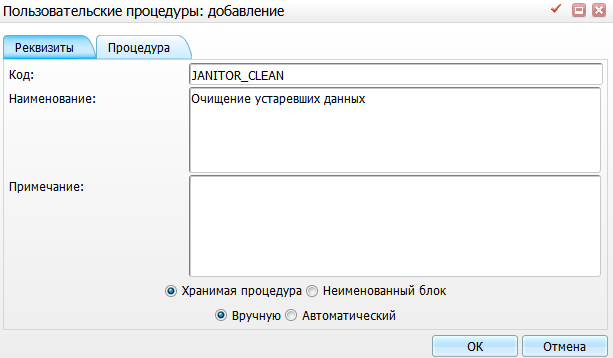 Пользовательские процедуры: добавление
Реквизиты Процедура
Код: JANITOR_CLEAN
Наименование: Очищение устаревших данных
Примечание:
Хранимая процедура Неименованный блок
Вручную Автоматический
OK Отмена